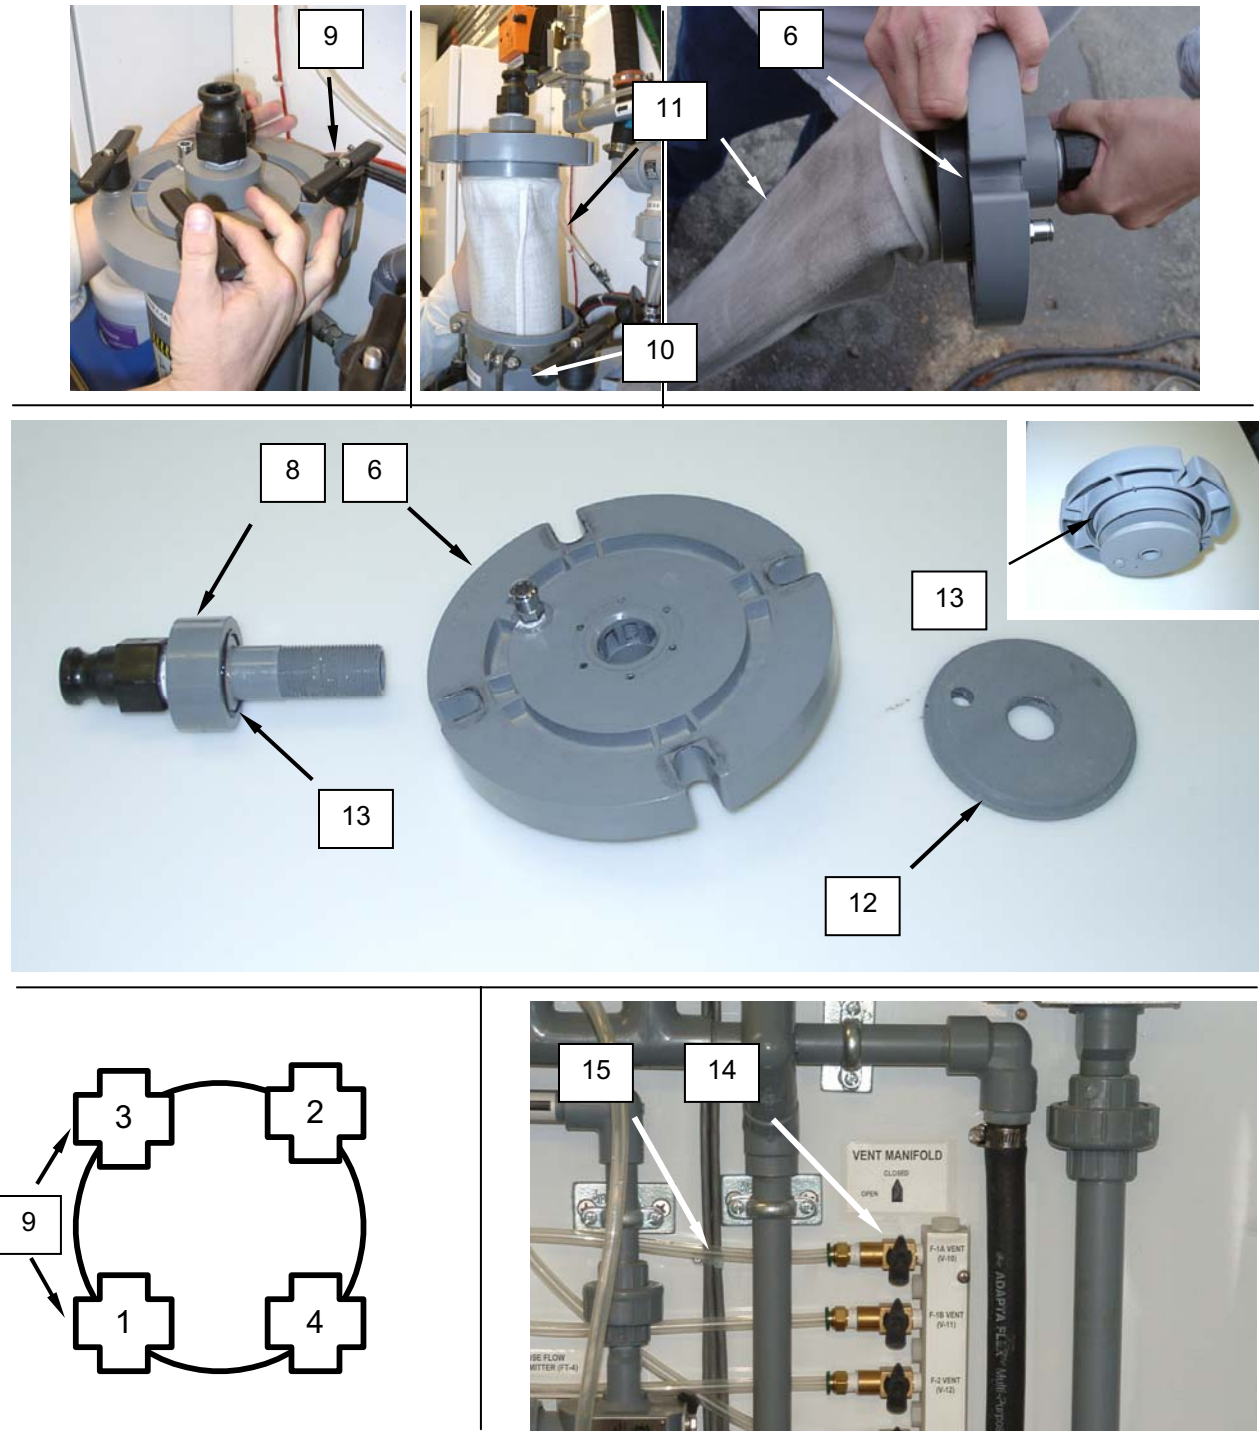 9
11
6
10
8
6
13
13
12
3
2
9
1
4
15
14
VENT MANIFOLD
CLOSED
OPEN
F-1A VENT
(V-10)
F-1B VENT
(V-11)
F-2 VENT
(V-12)
SE FLOW
MITTER (FT-4)
ADAPTA FLEX Multi-Purpos